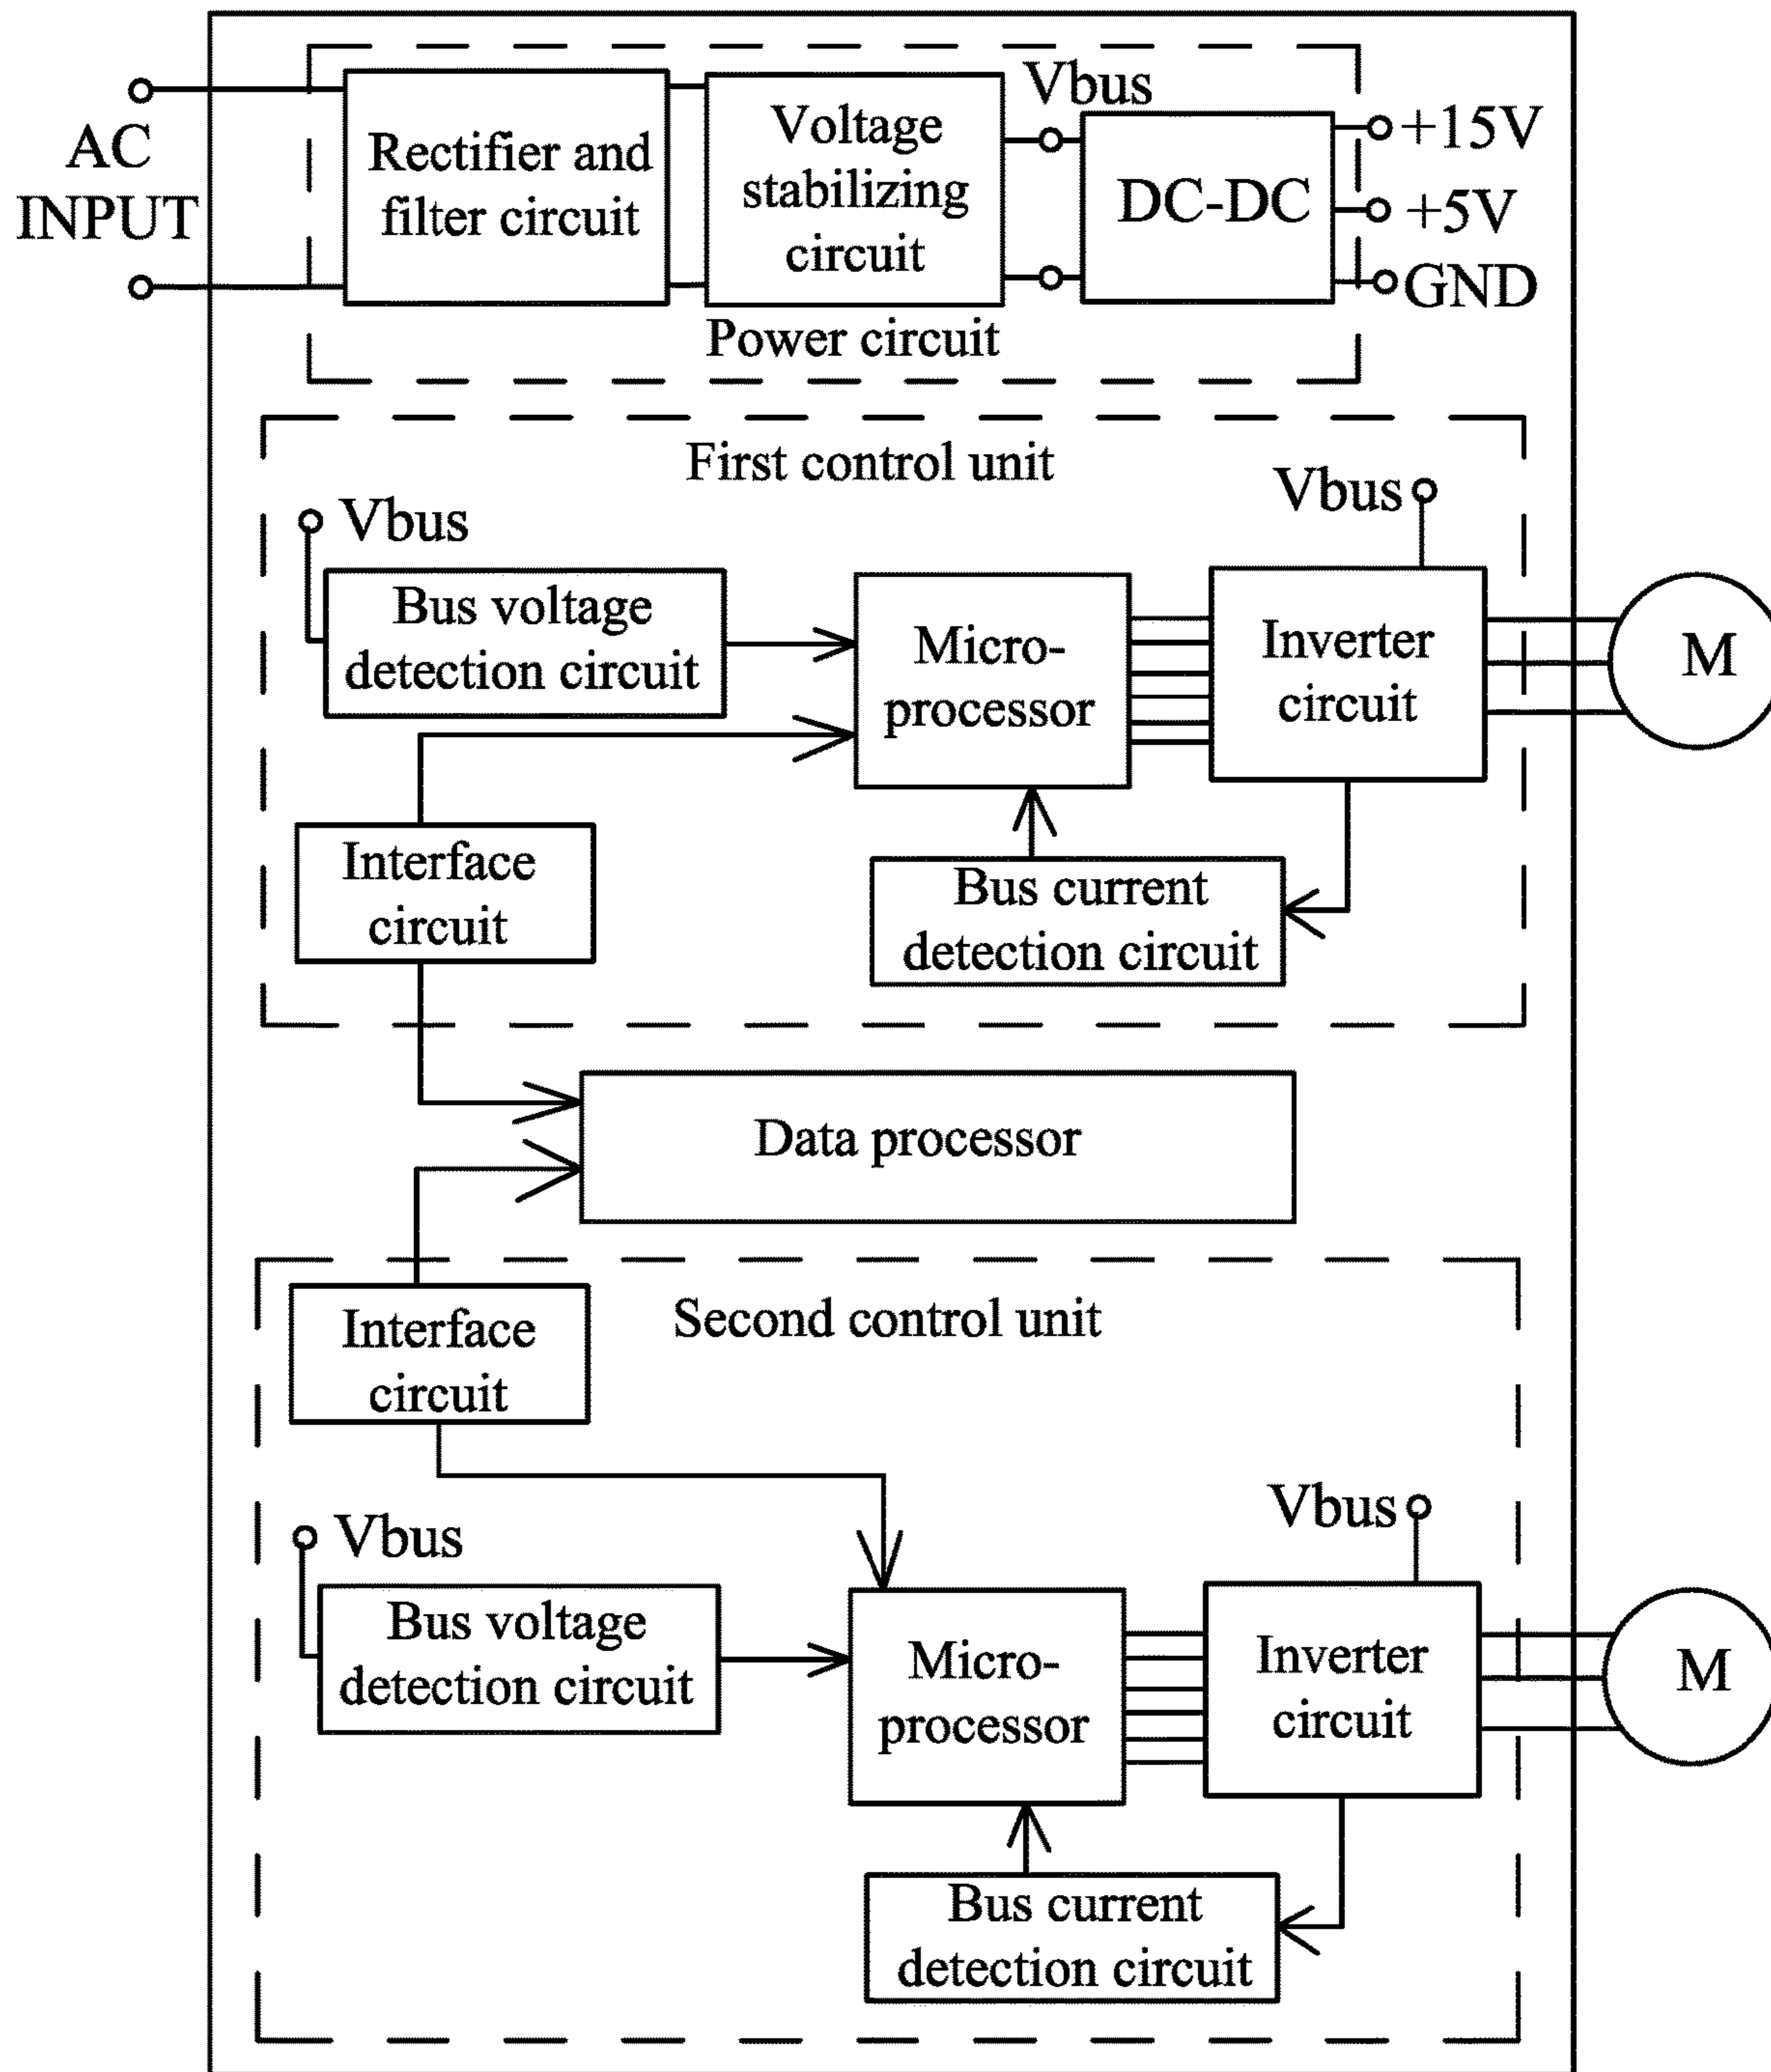 AC
INPUT
Rectifier and
filter circuit
Voltage
stabilizing
circuit
Vbus
DC-DC
+15V
+5V
GND
Power circuit
First control unit
Vbus
Vbus
Bus voltage
detection circuit
Micro-
processor
Inverter
circuit
M
Interface
circuit
Bus current
detection circuit
Data processor
Interface
circuit
Second control unit
Vbus
Vbus
Bus voltage
detection circuit
Micro-
processor
Inverter
circuit
M
Bus current
detection circuit